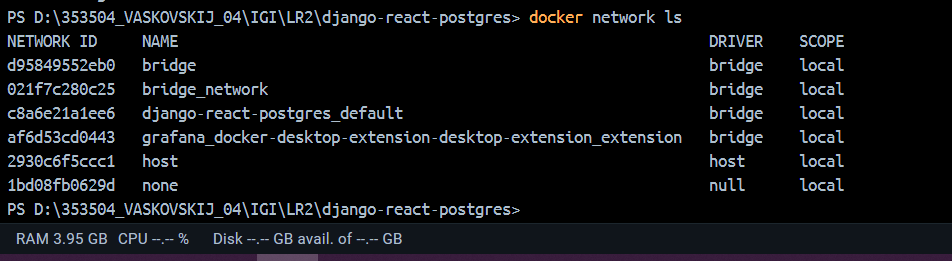 PS D:\353504_VASKOVSKIJ_04\IGI\LR2\django-react-postgres> docker network ls
NETWORK ID     NAME                                                        DRIVER    SCOPE
d95849552eb0   bridge                                                      bridge    local
021f7c280c25   bridge_network                                              bridge    local
c8a6e21a1ee6   django-react-postgres_default                               bridge    local
af6d53cd0443   grafana_docker-desktop-extension-desktop-extension_extension   bridge    local
2930c6f5ccc1   host                                                        host      local
1bd08fb0629d   none                                                        null      local
PS D:\353504_VASKOVSKIJ_04\IGI\LR2\django-react-postgres>
RAM 3.95 GB   CPU --.-- %   Disk --.-- GB avail. of --.-- GB